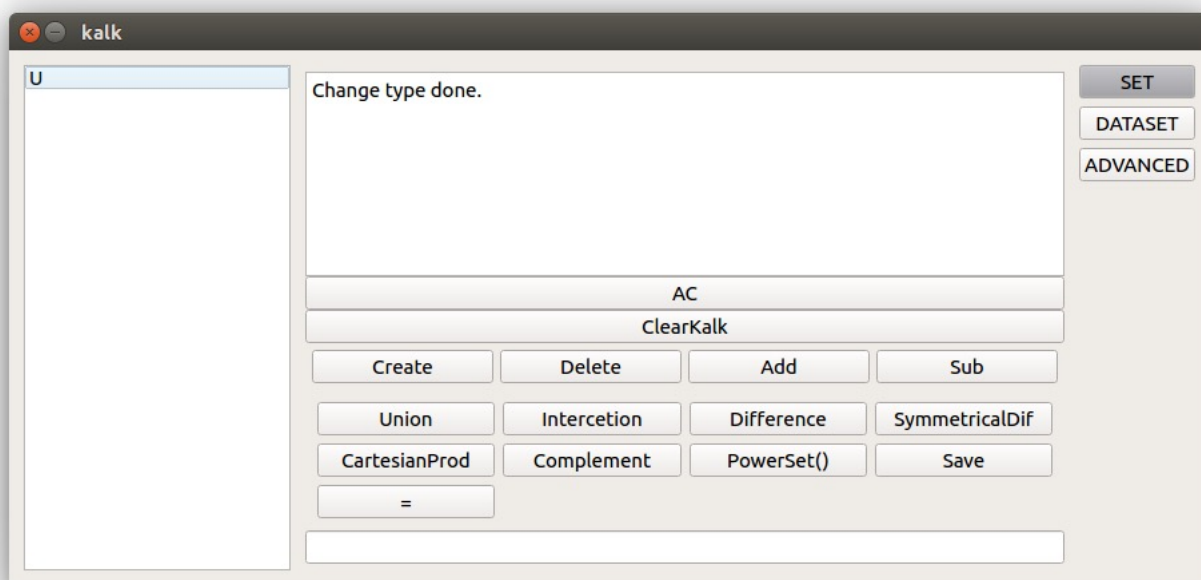 kalk
U
Change type done.
SET
DATASET
ADVANCED
AC
ClearKalk
Create Delete Add Sub
Union Intercetion Difference SymmetricalDif
CartesianProd Complement PowerSet() Save
=